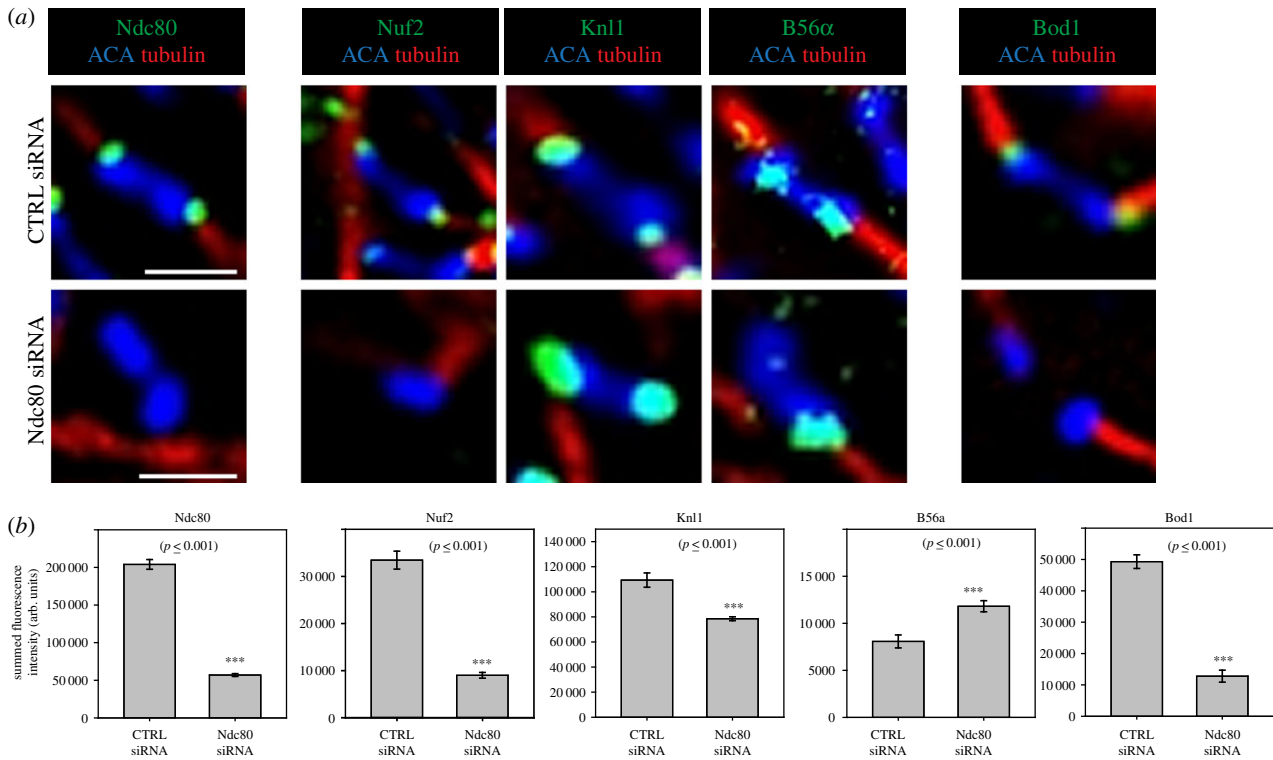 (a)
Ndc80
ACA tubulin
Nuf2
ACA tubulin
Knl1
ACA tubulin
B56α
ACA tubulin
Bod1
ACA tubulin
CTRL siRNA
Ndc80 siRNA
(b)
summed fluorescence
intensity (arb. units)
Ndc80
(p ≤ 0.001)
200 000
150 000
100 000
50 000
0
***
CTRL
siRNA
Ndc80
siRNA
Nuf2
(p ≤ 0.001)
30 000
20 000
10 000
0
***
CTRL
siRNA
Ndc80
siRNA
Knl1
(p ≤ 0.001)
140 000
120 000
100 000
80 000
60 000
40 000
20 000
0
***
CTRL
siRNA
Ndc80
siRNA
B56a
(p ≤ 0.001)
15 000
10 000
5000
0
***
CTRL
siRNA
Ndc80
siRNA
Bod1
(p ≤ 0.001)
50 000
40 000
30 000
20 000
10 000
0
***
CTRL
siRNA
Ndc80
siRNA